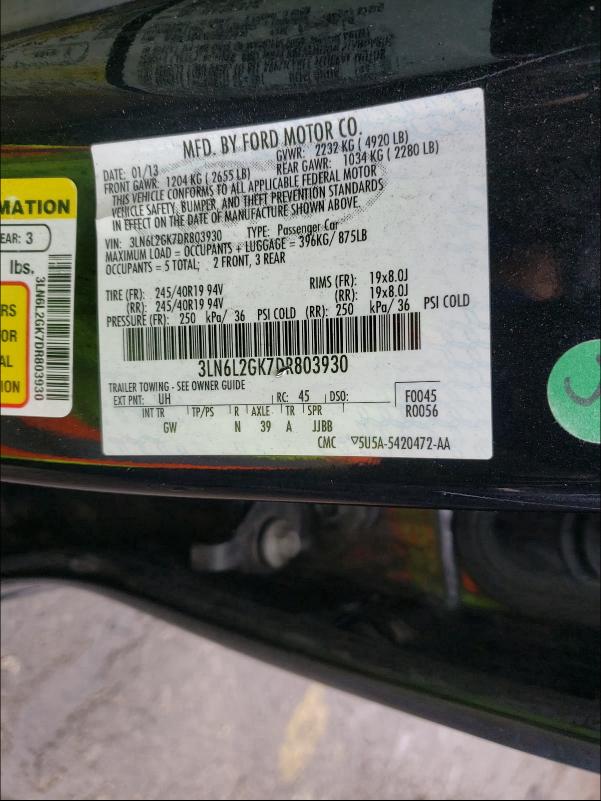 MFD. BY FORD MOTOR CO.
DATE: 01/13 GVWR: 2232 KG ( 4920 LB)
FRONT GAWR: 1204 KG ( 2655 LB) REAR GAWR: 1034 KG ( 2280 LB)
THIS VEHICLE CONFORMS TO ALL APPLICABLE FEDERAL MOTOR
VEHICLE SAFETY, BUMPER, AND THEFT PREVENTION STANDARDS
IN EFFECT ON THE DATE OF MANUFACTURE SHOWN ABOVE.
VIN: 3LN6L2GK7DR803930 TYPE: Passenger Car
MAXIMUM LOAD = OCCUPANTS + LUGGAGE = 396KG/ 875LB
OCCUPANTS = 5 TOTAL; 2 FRONT, 3 REAR
TIRE (FR): 245/40R19 94V RIMS (FR): 19x8.0J
(RR): 245/40R19 94V (RR): 19x8.0J
PRESSURE (FR): 250 kPa/ 36 PSI COLD (RR): 250 kPa/ 36 PSI COLD
3LN6L2GK7DR803930
TRAILER TOWING - SEE OWNER GUIDE
EXT PNT: UH RC: 45 DSO: F0045
INT TR TP/PS R AXLE TR SPR R0056
GW N 39 A JJBB
CMC ▽5U5A-5420472-AA
MATION
EAR: 3
lbs.
RS
OR
AL
ION
3LN6L2GK7DR803930